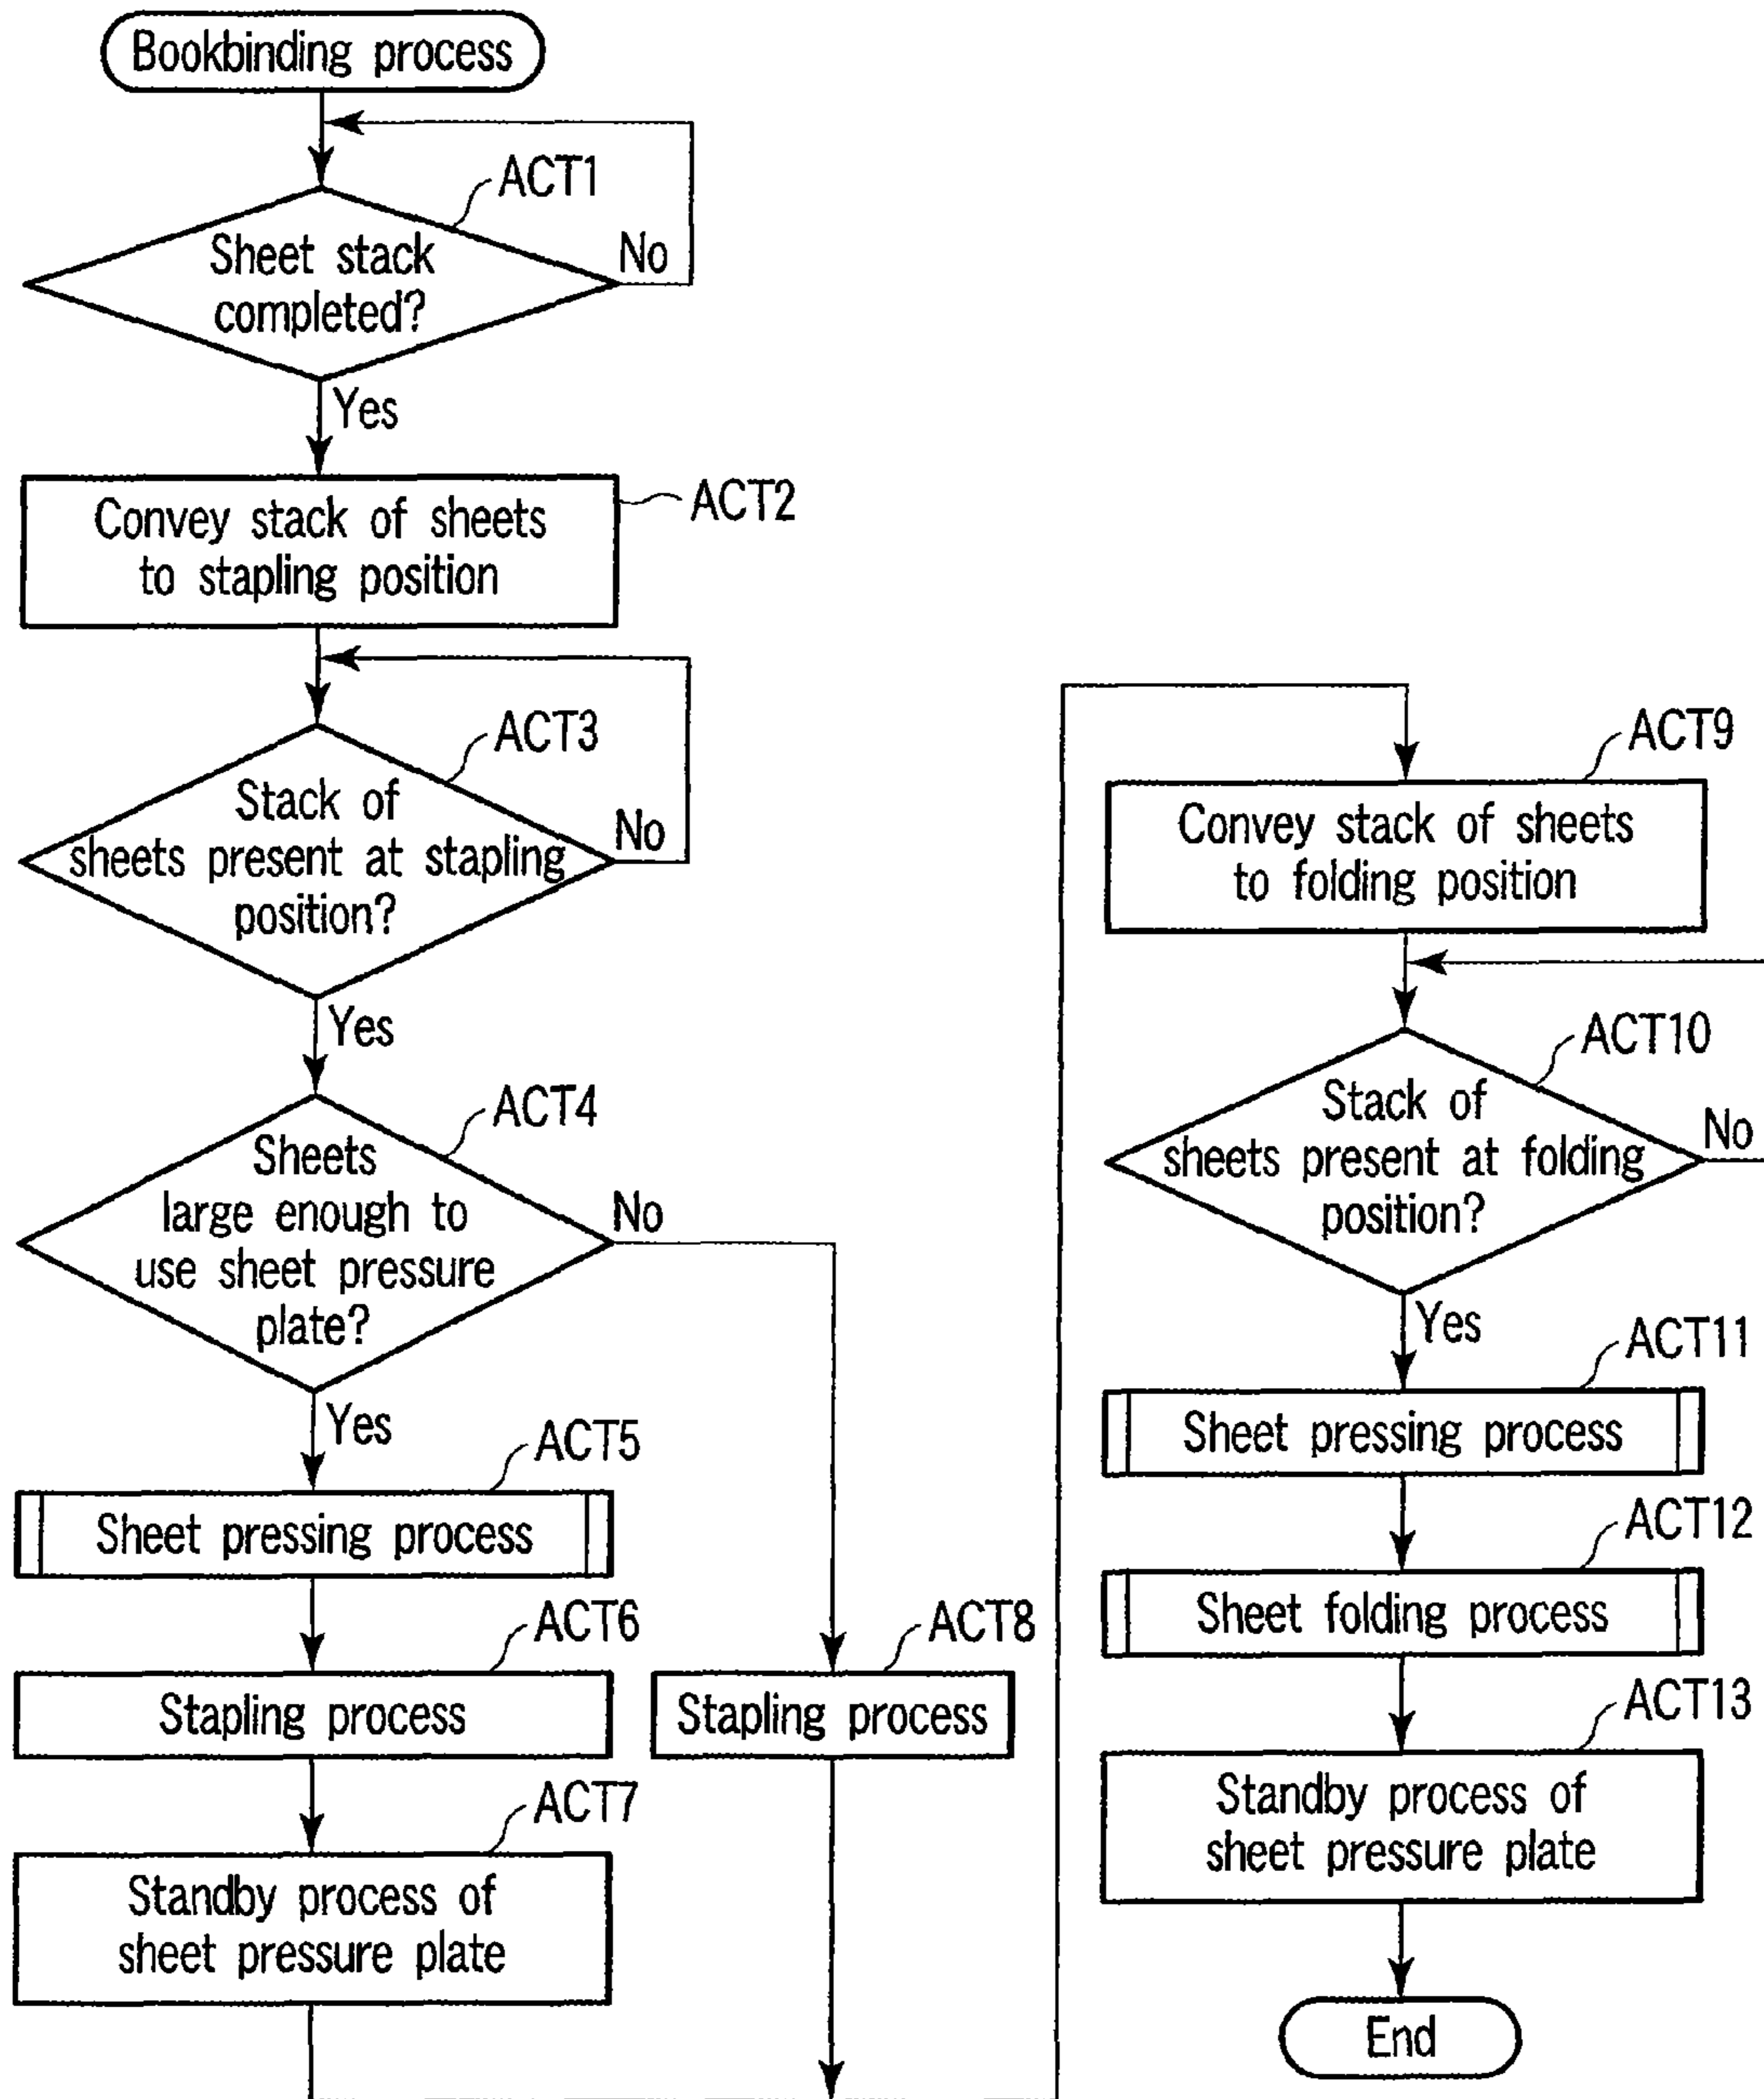 Bookbinding process
ACT1
Sheet stack
completed?
No
Yes
ACT2
Convey stack of sheets
to stapling position
ACT3
Stack of
sheets present at stapling
position?
No
Yes
ACT4
Sheets
large enough to
use sheet pressure
plate?
No
Yes
ACT5
Sheet pressing process
ACT6
Stapling process
ACT7
Standby process of
sheet pressure plate
ACT8
Stapling process
ACT9
Convey stack of sheets
to folding position
ACT10
Stack of
sheets present at folding
position?
No
Yes
ACT11
Sheet pressing process
ACT12
Sheet folding process
ACT13
Standby process of
sheet pressure plate
End